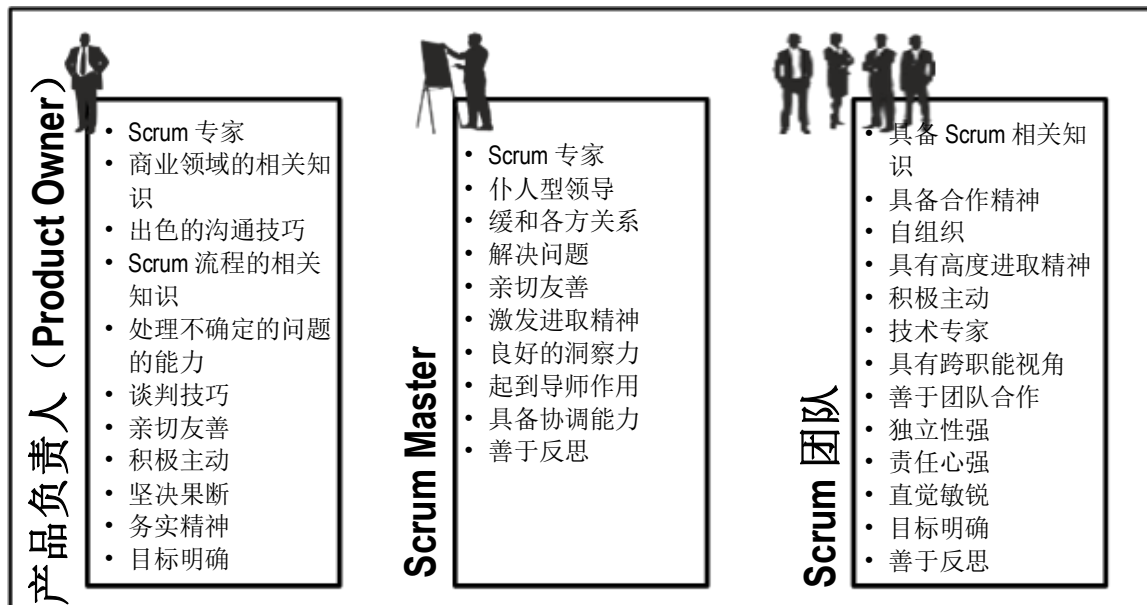 产品负责人（Product Owner）
• Scrum 专家
• 商业领域的相关知
识
• 出色的沟通技巧
• Scrum 流程的相关
知识
• 处理不确定的问题
的能力
• 谈判技巧
• 亲切友善
• 积极主动
• 坚决果断
• 务实精神
• 目标明确
Scrum Master
• Scrum 专家
• 仆人型领导
• 缓和各方关系
• 解决问题
• 亲切友善
• 激发进取精神
• 良好的洞察力
• 起到导师作用
• 具备协调能力
• 善于反思
Scrum 团队
• 具备 Scrum 相关知
识
• 具备合作精神
• 自组织
• 具有高度进取精神
• 积极主动
• 技术专家
• 具有跨职能视角
• 善于团队合作
• 独立性强
• 责任心强
• 直觉敏锐
• 目标明确
• 善于反思